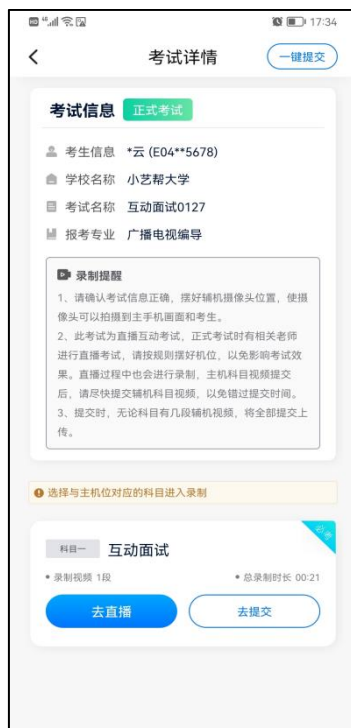 17:34
考试详情
一键提交
考试信息 正式考试
考生信息 *云 (E04**5678)
学校名称 小艺帮大学
考试名称 互动面试0127
报考专业 广播电视编导
录制提醒
1、请确认考试信息正确，摆好辅机摄像头位置，使摄
像头可以拍摄到主手机画面和考生。
2、此考试为直播互动考试，正式考试时有相关老师
进行直播考试，请按规则摆好机位，以免影响考试效
果。直播过程中也会进行录制，主机科目视频提交
后，请尽快提交辅机科目视频，以免错过提交时间。
3、提交时，无论科目有几段辅机视频，将全部提交上
传。
选择与主机位对应的科目进入录制
必考
科目一 互动面试
• 录制视频 1段 • 总录制时长 00:21
去直播 去提交